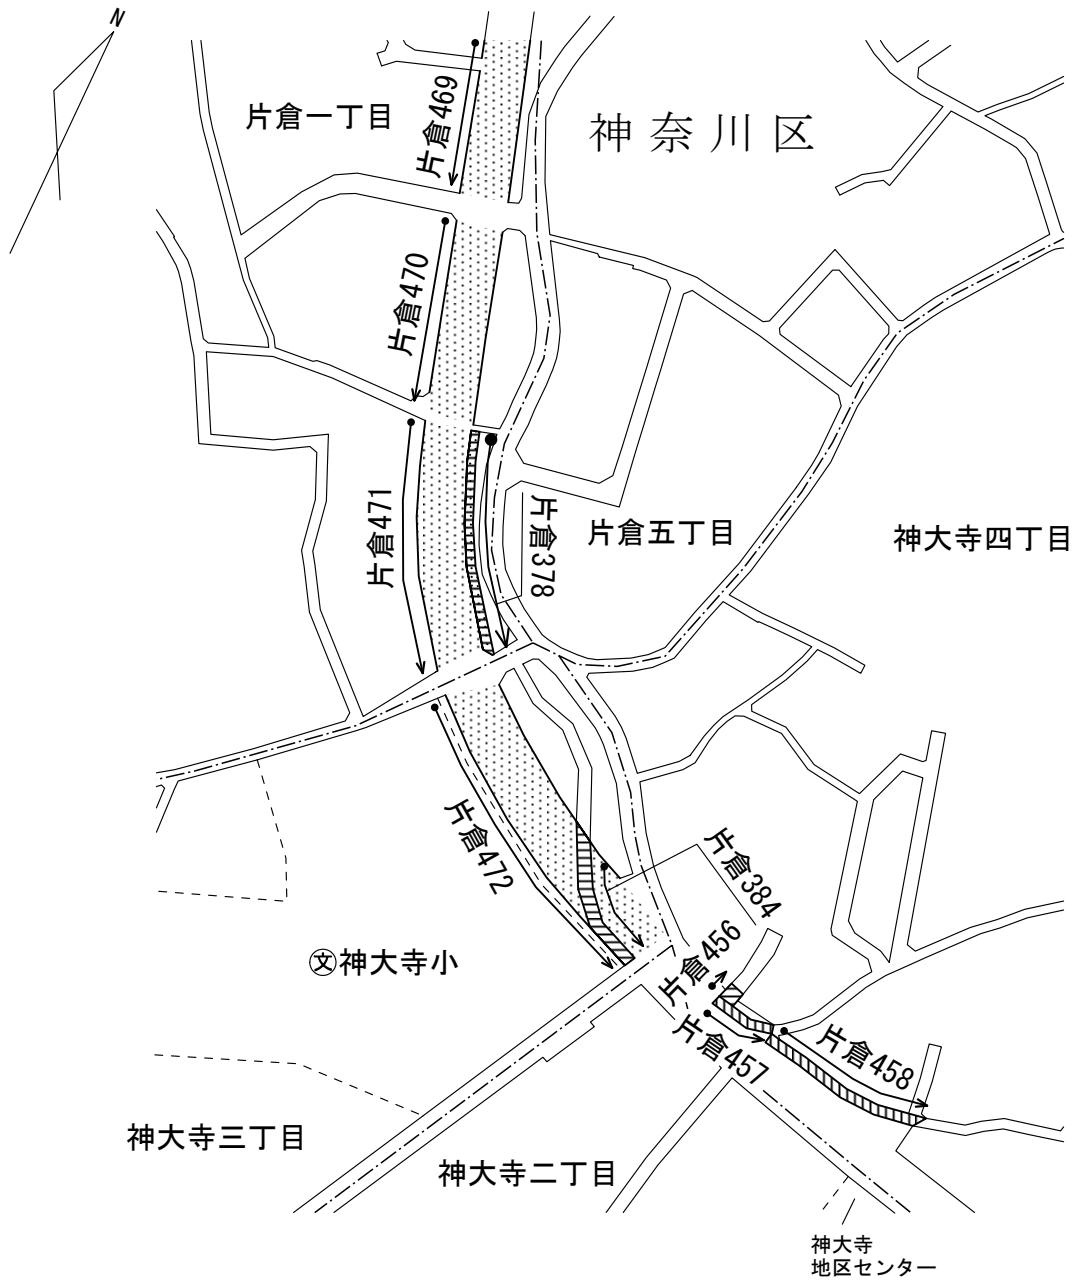 N
片倉一丁目
片倉469
神奈川区
片倉470
片倉471
片倉378
片倉五丁目
神大寺四丁目
片倉472
片倉384
文神大寺小
片倉456
片倉457
片倉458
神大寺三丁目
神大寺二丁目
神大寺
地区センター